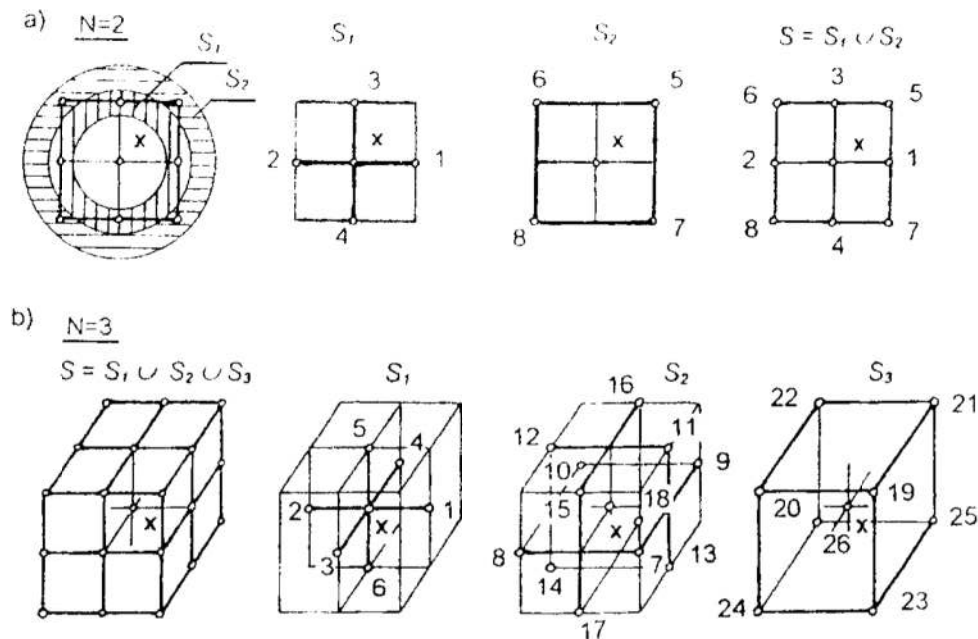 a) N=2
S₁ S₂ S = S₁ ∪ S₂
S₁
S₂
3 6 5 6 3 5
x x x x
2 1 2 1
8 7 8 4 7
4
b) N=3
S = S₁ ∪ S₂ ∪ S₃ S₁ S₂ S₃
16 22 21
5 4 12 11
10 9
2 1 15 18 20 19
x x x x 25
3 8 7 13 26
6 14
17 24 23